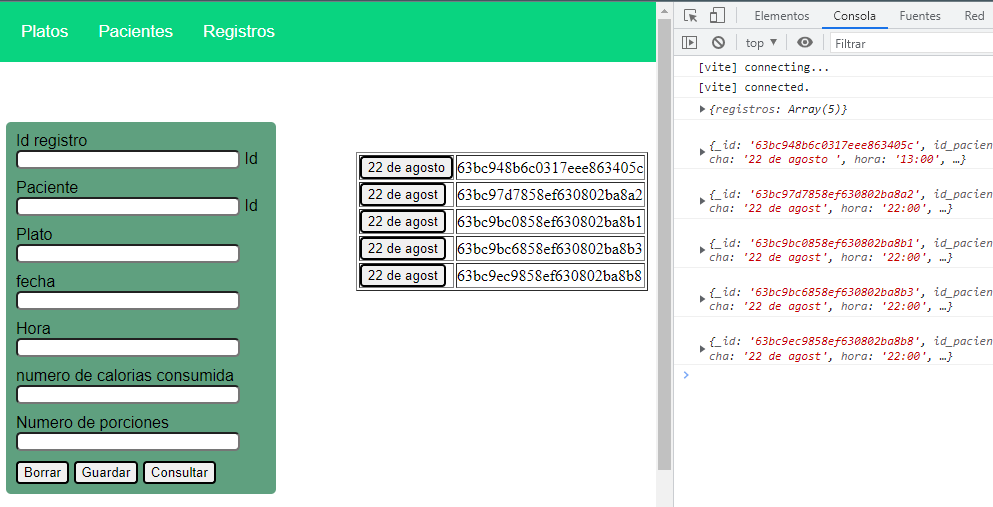 Platos Pacientes Registros
Id registro
Id
Paciente
Id
Plato
fecha
Hora
numero de calorias consumida
Numero de porciones
Borrar Guardar Consultar
22 de agosto 63bc948b6c0317eee863405c
22 de agost 63bc97d7858ef630802ba8a2
22 de agost 63bc9bc0858ef630802ba8b1
22 de agost 63bc9bc6858ef630802ba8b3
22 de agost 63bc9ec9858ef630802ba8b8
Elementos Consola Fuentes Red
top ▼ Filtrar
[vite] connecting...
[vite] connected.
{registros: Array(5)}
{_id: '63bc948b6c0317eee863405c', id_pacien
cha: '22 de agosto ', hora: '13:00', …}
{_id: '63bc97d7858ef630802ba8a2', id_pacien
cha: '22 de agost', hora: '22:00', …}
{_id: '63bc9bc0858ef630802ba8b1', id_pacien
cha: '22 de agost', hora: '22:00', …}
{_id: '63bc9bc6858ef630802ba8b3', id_pacien
cha: '22 de agost', hora: '22:00', …}
{_id: '63bc9ec9858ef630802ba8b8', id_pacien
cha: '22 de agost', hora: '22:00', …}